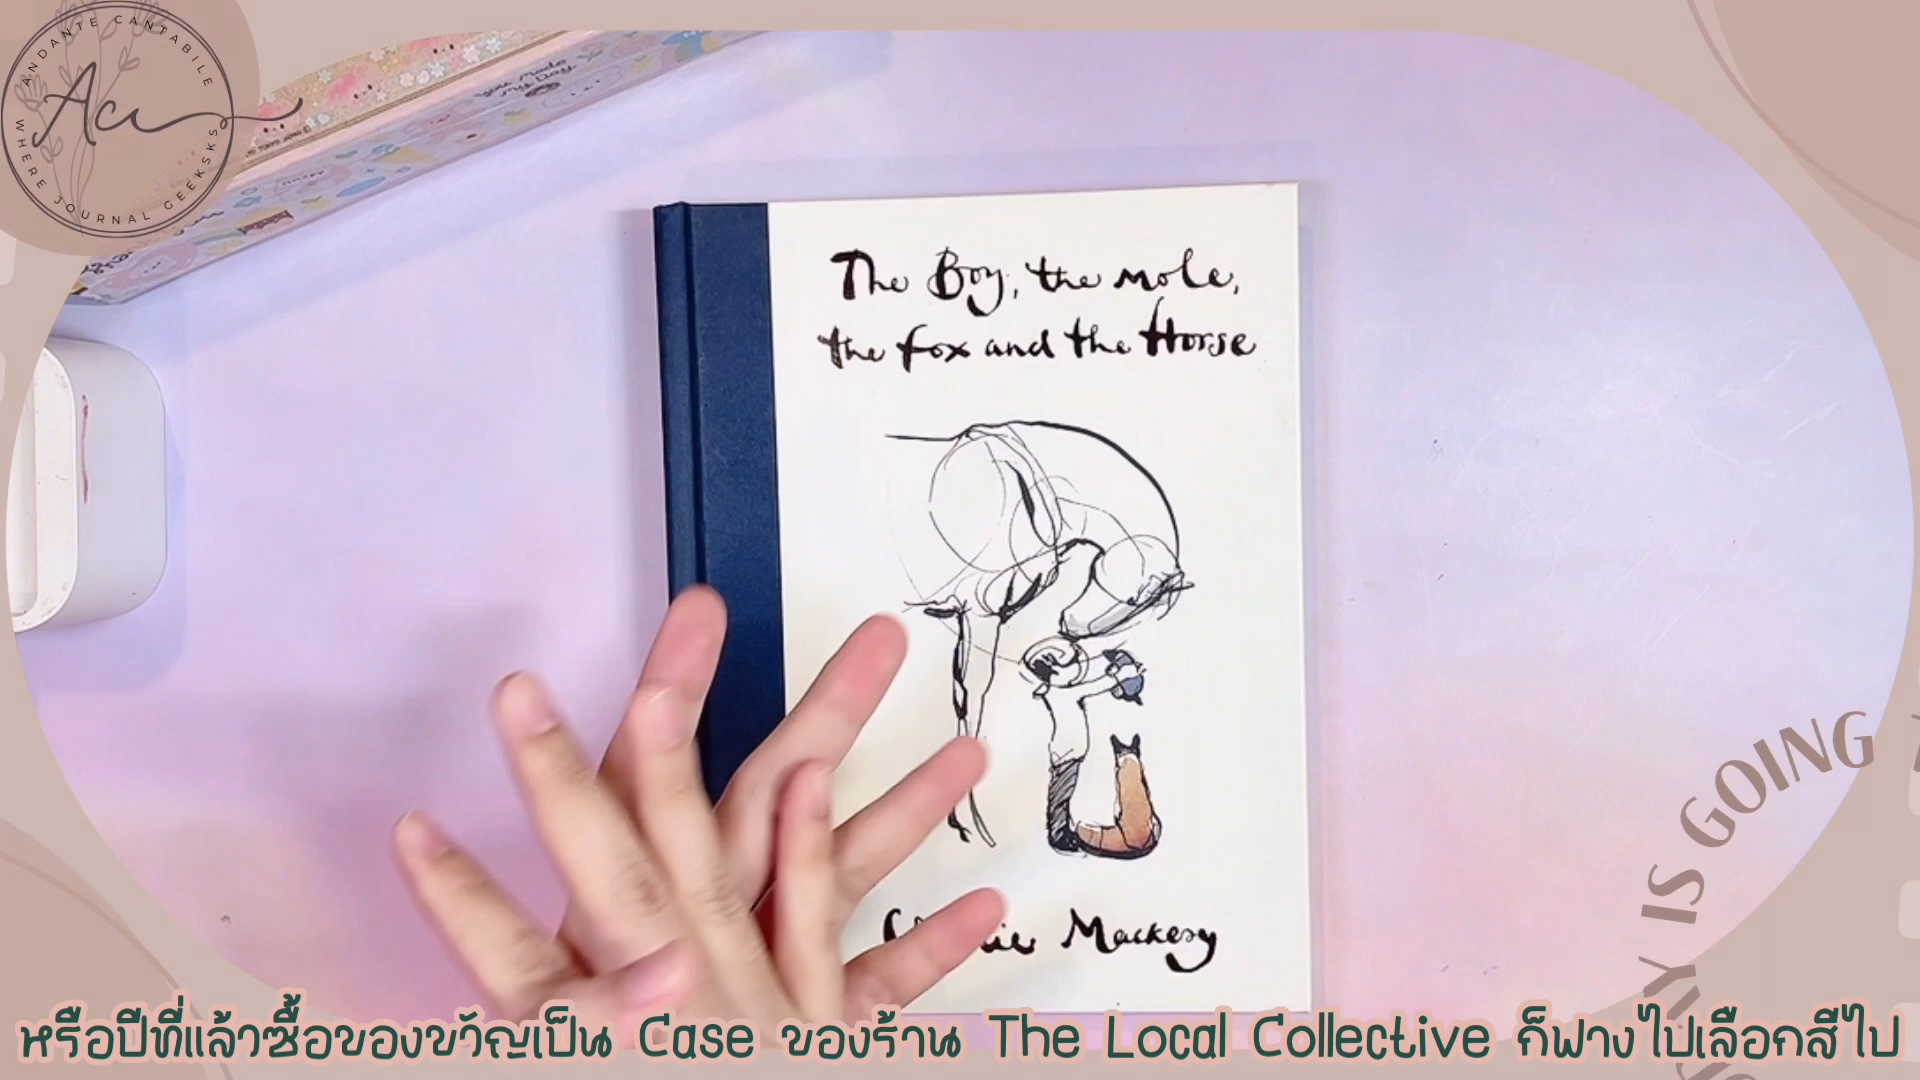 ANDANTE CANTABILE
Aci
WHERE JOURNAL GEEKSKS
The Boy, the mole,
the fox and the Horse
Mackesy
IS GOING
หรือปีที่แล้วซื้อของขวัญเป็น Case ของร้าน The Local Collective ก็ฟางไปเลือกสีไป